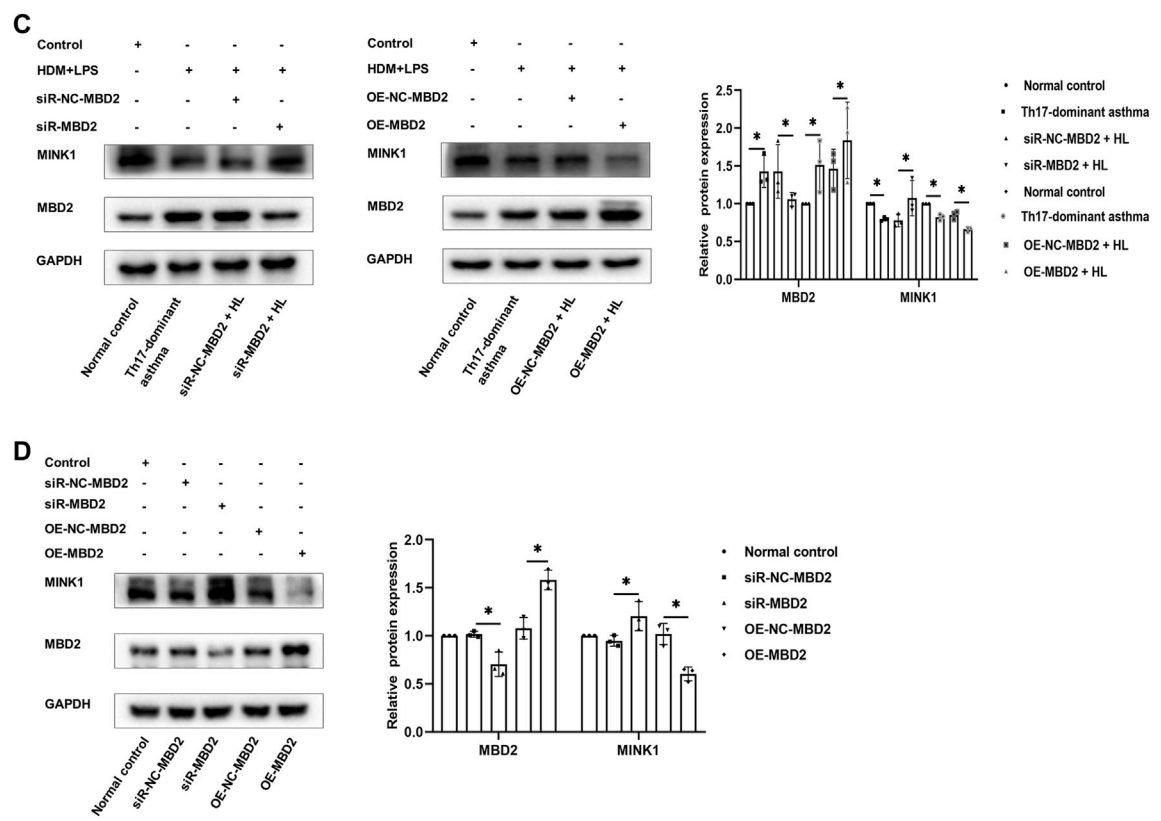 C
Control + - - -
HDM+LPS - + + +
siR-NC-MBD2 - - + -
siR-MBD2 - - - +
MINK1
MBD2
GAPDH
Normal control
Th17-dominant
asthma
siR-NC-MBD2 + HL
siR-MBD2 + HL
Control + - - -
HDM+LPS - + + +
OE-NC-MBD2 - - + -
OE-MBD2 - - - +
MINK1
MBD2
GAPDH
Normal control
Th17-dominant
asthma
OE-NC-MBD2 + HL
OE-MBD2 + HL
Relative protein expression
2.5
2.0
1.5
1.0
0.5
0.0
* * * * * * * *
MBD2 MINK1
Normal control
Th17-dominant asthma
siR-NC-MBD2 + HL
siR-MBD2 + HL
Normal control
Th17-dominant asthma
OE-NC-MBD2 + HL
OE-MBD2 + HL
D
Control + - - - -
siR-NC-MBD2 - + - - -
siR-MBD2 - - + - -
OE-NC-MBD2 - - - + -
OE-MBD2 - - - - +
MINK1
MBD2
GAPDH
Normal control
siR-NC-MBD2
siR-MBD2
OE-NC-MBD2
OE-MBD2
Relative protein expression
2.0
1.5
1.0
0.5
0.0
* * * *
MBD2 MINK1
Normal control
siR-NC-MBD2
siR-MBD2
OE-NC-MBD2
OE-MBD2